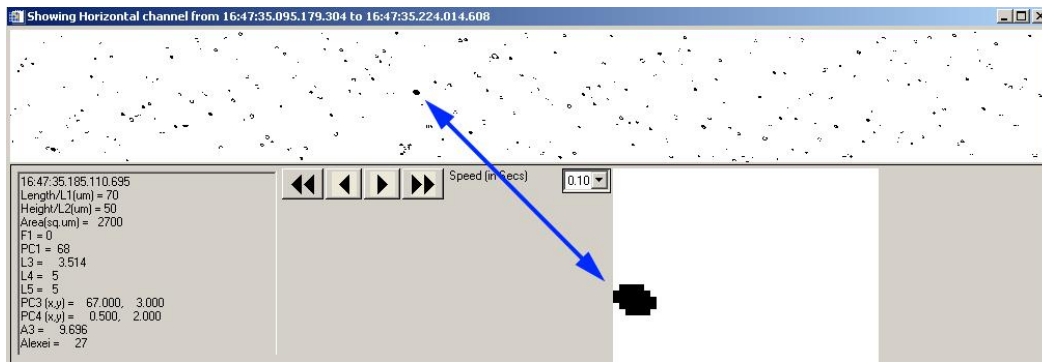 Showing Horizontal channel from 16:47:35.095.179.304 to 16:47:35.224.014.608
16:47:35.185.110.695
Length/L1(um) = 70
Height/L2(um) = 50
Area(sq.um) = 2700
F1 = 0
PC1 = 68
L3 = 3.514
L4 = 5
L5 = 5
PC3 (x,y) = 67.000, 3.000
PC4 (x,y) = 0.500, 2.000
A3 = 9.696
Alexei = 27
Speed (in Secs)
0.10